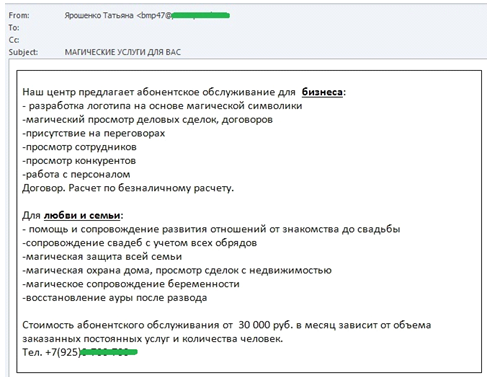 From: Ярошенко Татьяна <bmp47@
To:
Cc:
Subject: МАГИЧЕСКИЕ УСЛУГИ ДЛЯ ВАС
Наш центр предлагает абонентское обслуживание для бизнеса:
- разработка логотипа на основе магической символики
-магический просмотр деловых сделок, договоров
-присутствие на переговорах
-просмотр сотрудников
-просмотр конкурентов
-работа с персоналом
Договор. Расчет по безналичному расчету.
Для любви и семьи:
- помощь и сопровождение развития отношений от знакомства до свадьбы
-сопровождение свадеб с учетом всех обрядов
-магическая защита всей семьи
-магическая охрана дома, просмотр сделок с недвижимостью
-магическое сопровождение беременности
-восстановление ауры после развода
Стоимость абонентского обслуживания от 30 000 руб. в месяц зависит от объема
заказанных постоянных услуг и количества человек.
Тел. +7(925)